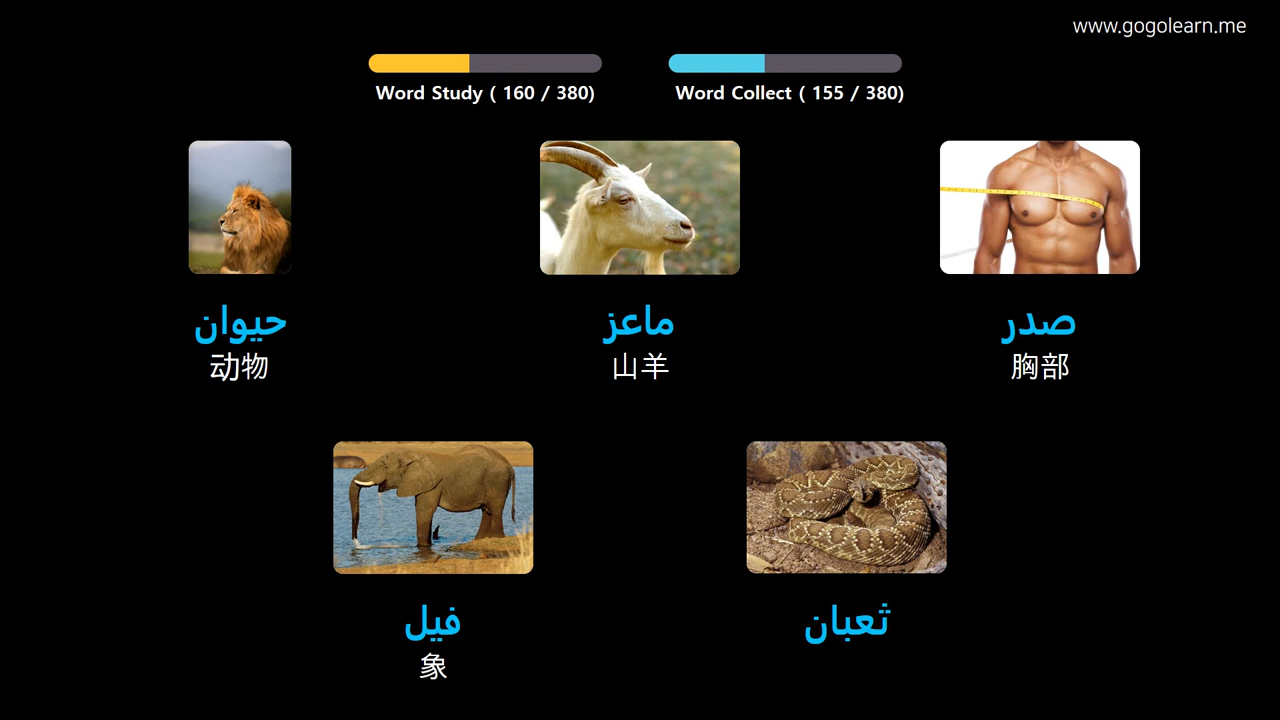 www.gogolearn.me
Word Study ( 160 / 380)
Word Collect ( 155 / 380)
حيوان
动物
ماعز
山羊
صدر
胸部
فيل
象
ثعبان